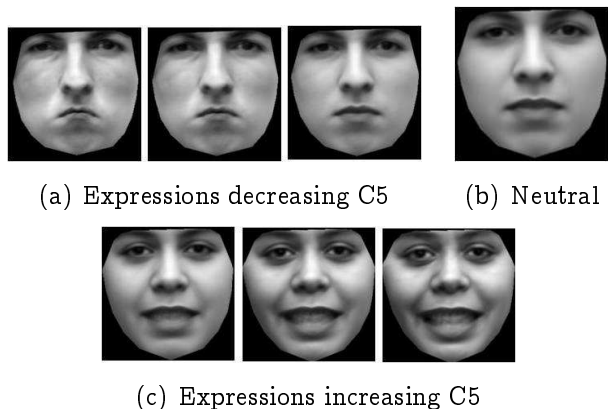 (a) Expressions decreasing C5
(b) Neutral
(c) Expressions increasing C5